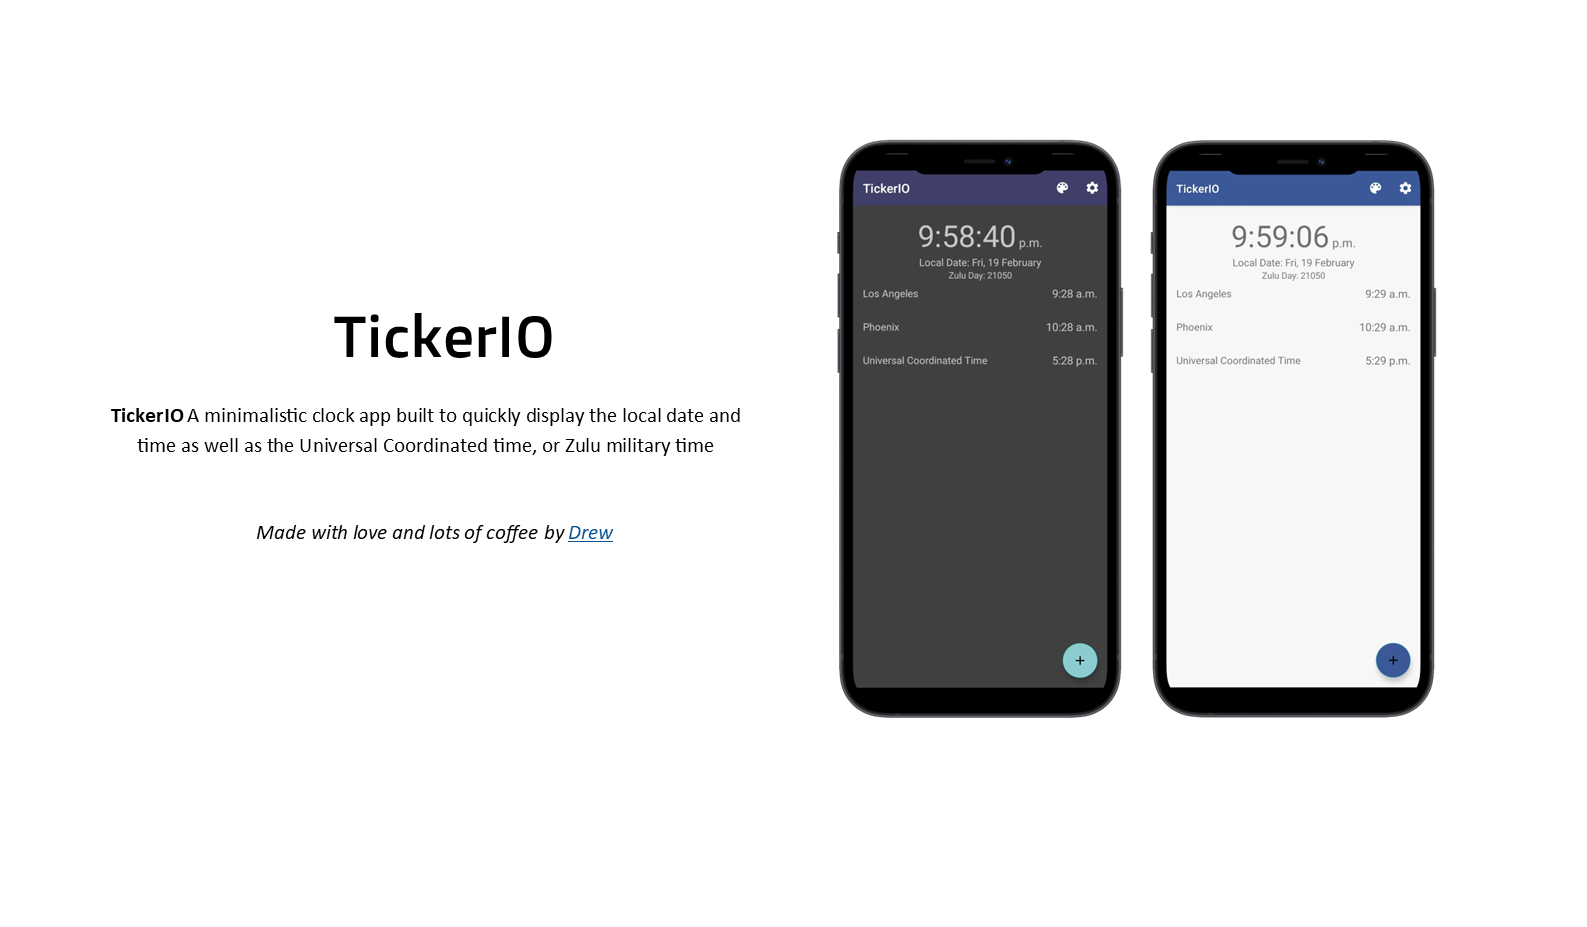 TickerIO
TickerIO A minimalistic clock app built to quickly display the local date and
time as well as the Universal Coordinated time, or Zulu military time
Made with love and lots of coffee by Drew
TickerIO
9:58:40 p.m.
Local Date: Fri, 19 February
Zulu Day: 21050
Los Angeles 9:28 a.m.
Phoenix 10:28 a.m.
Universal Coordinated Time 5:28 p.m.
+
TickerIO
9:59:06 p.m.
Local Date: Fri, 19 February
Zulu Day: 21050
Los Angeles 9:29 a.m.
Phoenix 10:29 a.m.
Universal Coordinated Time 5:29 p.m.
+